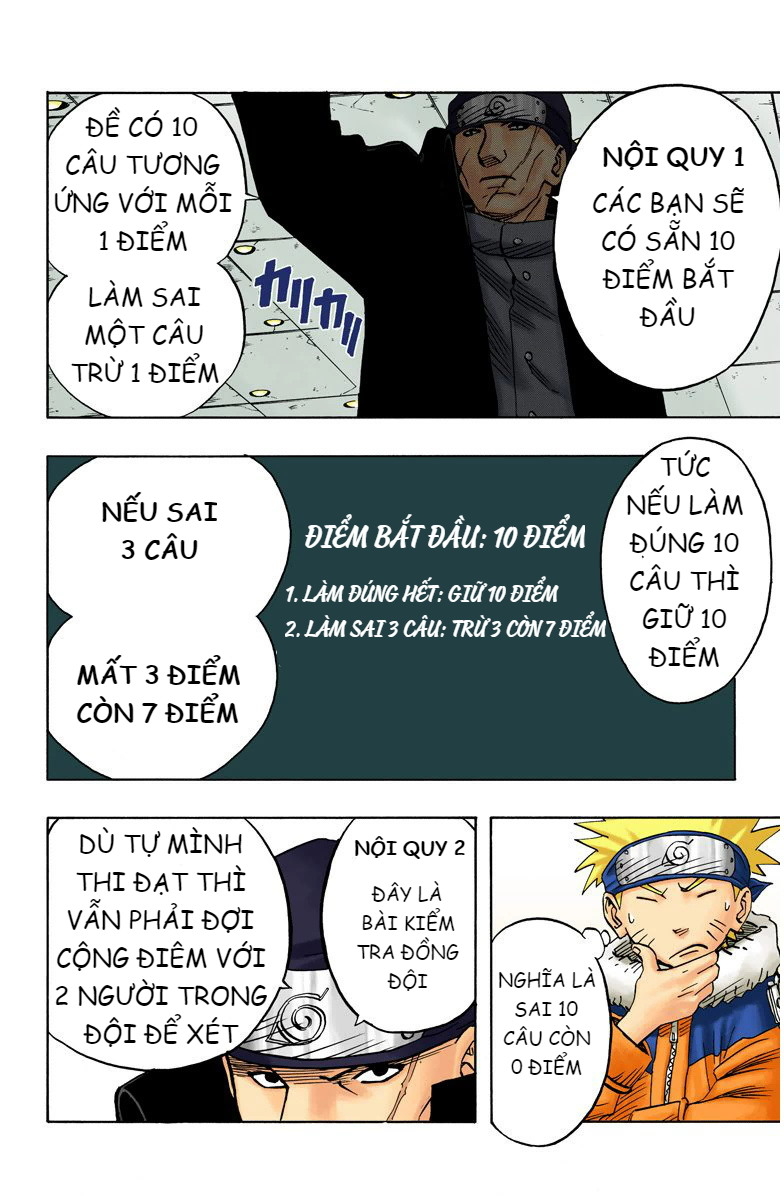 NỘI QUY 1
CÁC BẠN SẼ
CÓ SẴN 10
ĐIỂM BẮT
ĐẦU
ĐỀ CÓ 10
CÂU TƯƠNG
ỨNG VỚI MỖI
1 ĐIỂM
LÀM SAI
MỘT CÂU
TRỪ 1 ĐIỂM
カリカリ
TỨC
NẾU LÀM
ĐÚNG 10
CÂU THÌ
GIỮ 10
ĐIỂM
ĐIỂM BẮT ĐẦU: 10 ĐIỂM
1. LÀM ĐÚNG HẾT: GIỮ 10 ĐIỂM
2. LÀM SAI 3 CÂU: TRỪ 3 CÒN 7 ĐIỂM
NẾU SAI
3 CÂU
MẤT 3 ĐIỂM
CÒN 7 ĐIỂM
NGHĨA LÀ
SAI 10
CÂU CÒN
0 ĐIỂM
NỘI QUY 2
ĐÂY LÀ
BÀI KIỂM
TRA ĐỒNG
ĐỘI
DÙ TỰ MÌNH
THI ĐẠT THÌ
VẪN PHẢI ĐỢI
CỘNG ĐIÊM VỚI
2 NGƯỜI TRONG
ĐỘI ĐỂ XÉT